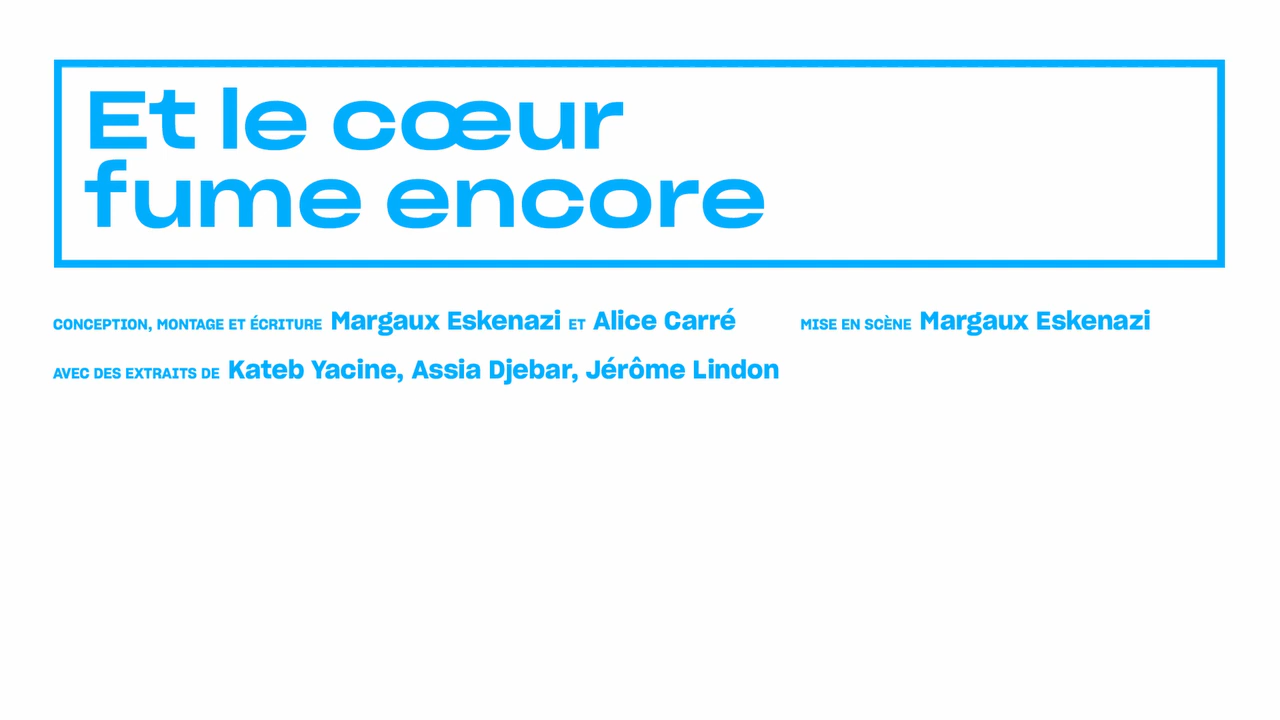 Et le cœur
fume encore
CONCEPTION, MONTAGE ET ÉCRITURE Margaux Eskenazi ET Alice Carré MISE EN SCÈNE Margaux Eskenazi
AVEC DES EXTRAITS DE Kateb Yacine, Assia Djebar, Jérôme Lindon